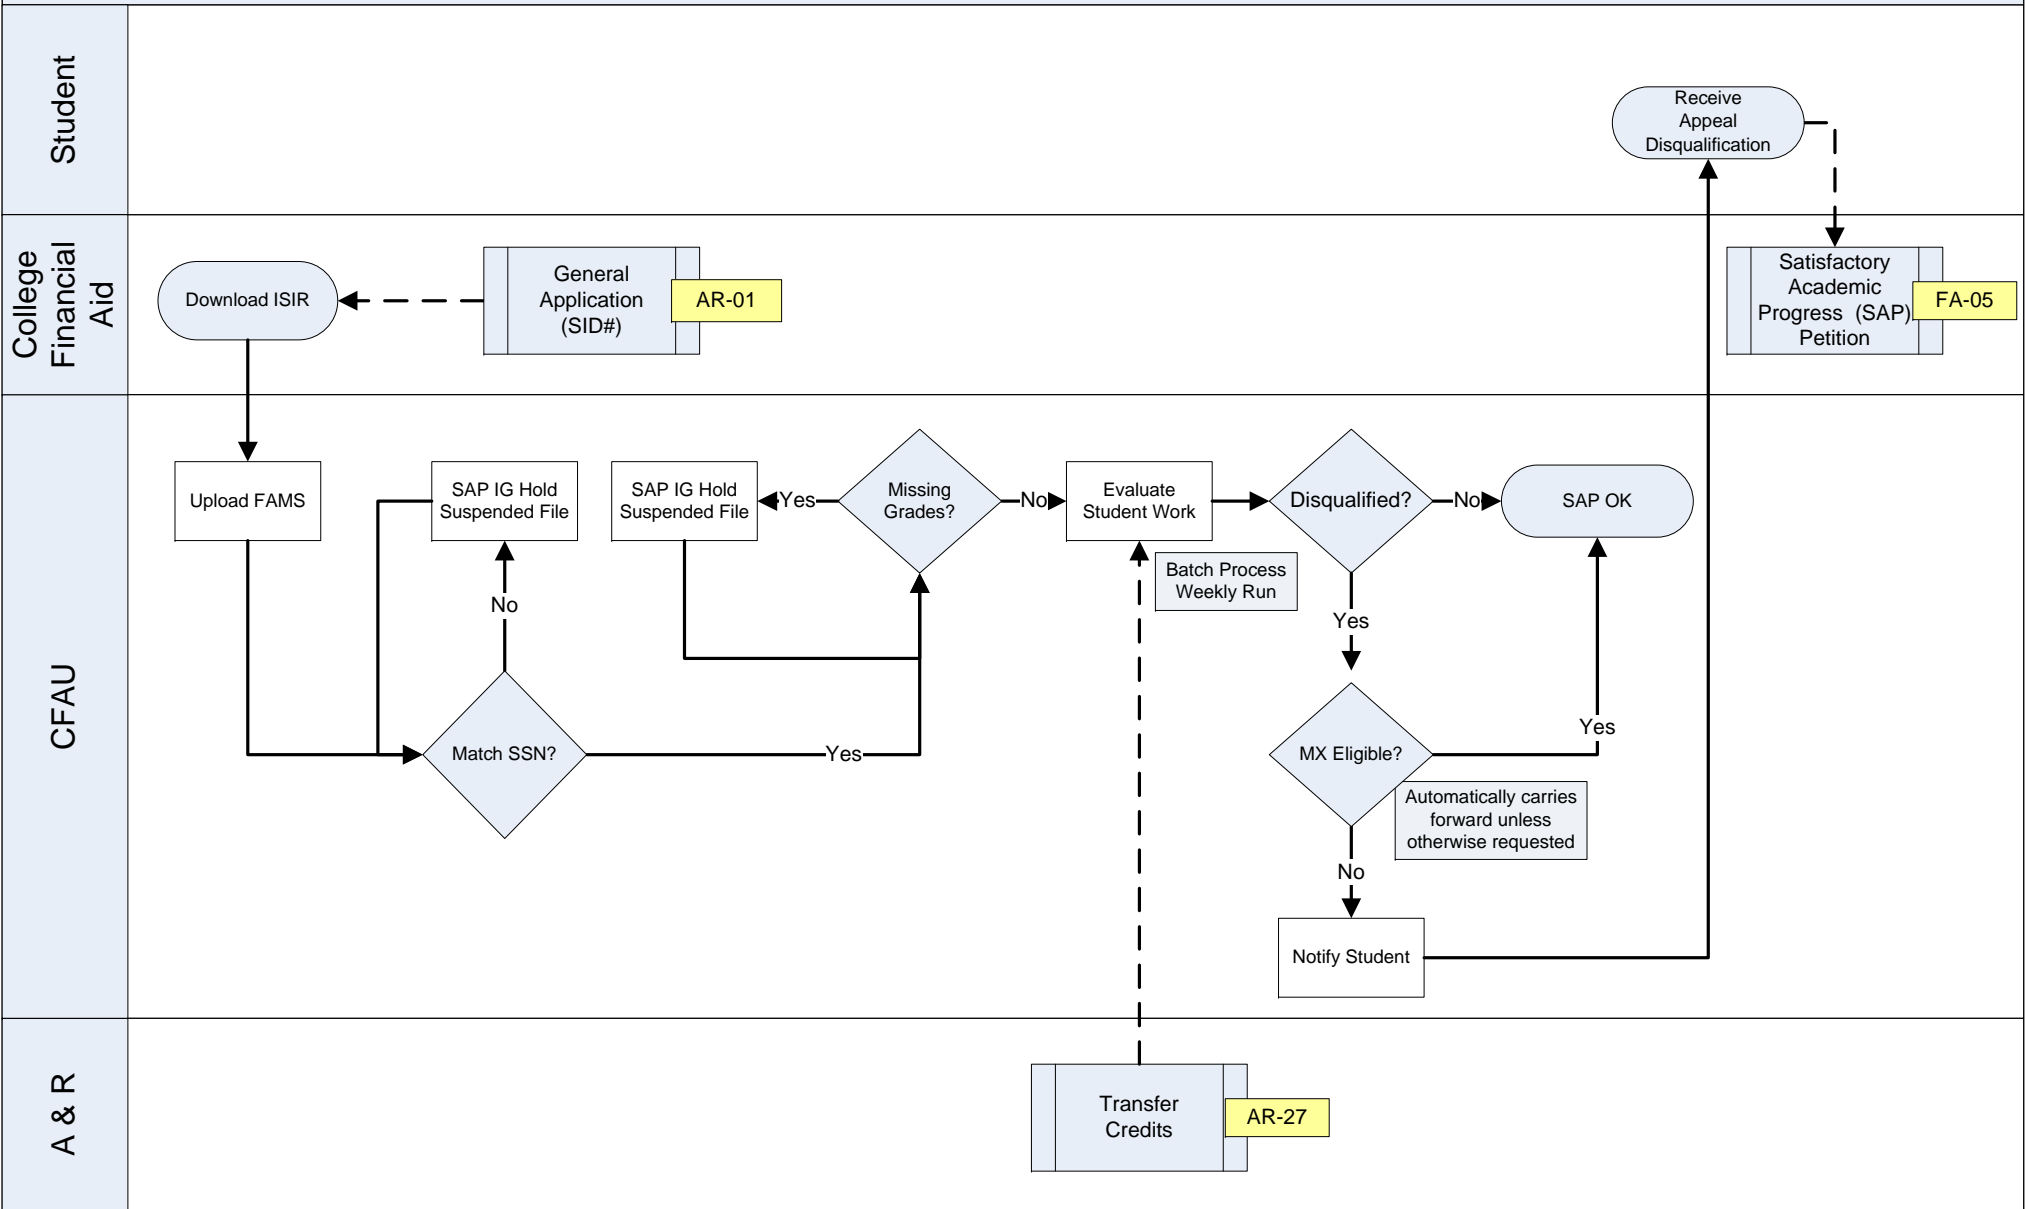 Student
Receive
Appeal
Disqualification
College
Financial
Aid
Download ISIR
General
Application
(SID#)
AR-01
Satisfactory
Academic
Progress (SAP)
Petition
FA-05
CFAU
Upload FAMS
SAP IG Hold
Suspended File
SAP IG Hold
Suspended File
Yes
Missing
Grades?
No
Evaluate
Student Work
Disqualified?
No
SAP OK
Batch Process
Weekly Run
No
Yes
Match SSN?
Yes
MX Eligible?
Yes
Automatically carries
forward unless
otherwise requested
No
Notify Student
A & R
Transfer
Credits
AR-27